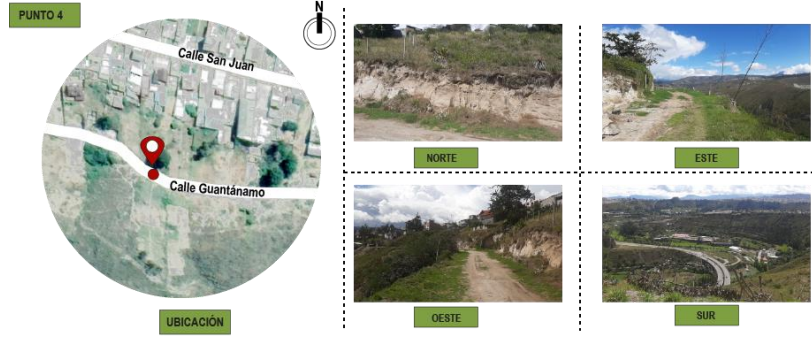 PUNTO 4
N
Calle San Juan
Calle Guantánamo
UBICACIÓN
NORTE
ESTE
OESTE
SUR